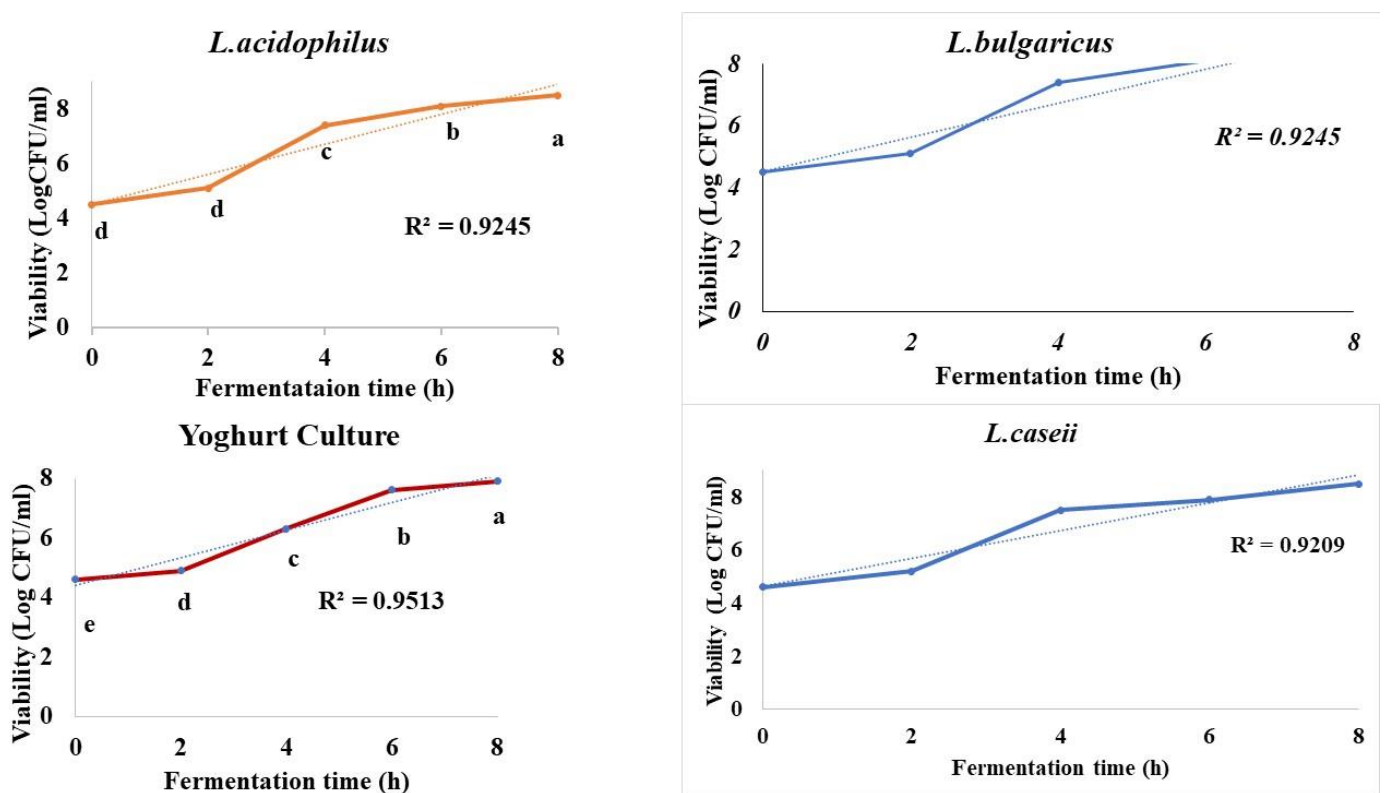 L.acidophilus
Viability (LogCFU/ml)
8
6
4
2
0
d
d
c
b
a
R² = 0.9245
0 2 4 6 8
Fermentataion time (h)
L.bulgaricus
Viability (Log CFU/ml)
8
6
4
2
0
R² = 0.9245
0 2 4 6 8
Fermentation time (h)
Yoghurt Culture
Viability (Log CFU/ml)
8
6
4
2
0
e
d
c
b
a
R² = 0.9513
0 2 4 6 8
Fermentation time (h)
L.caseii
Viability (Log CFU/ml)
8
6
4
2
0
R² = 0.9209
0 2 4 6 8
Fermentation time (h)